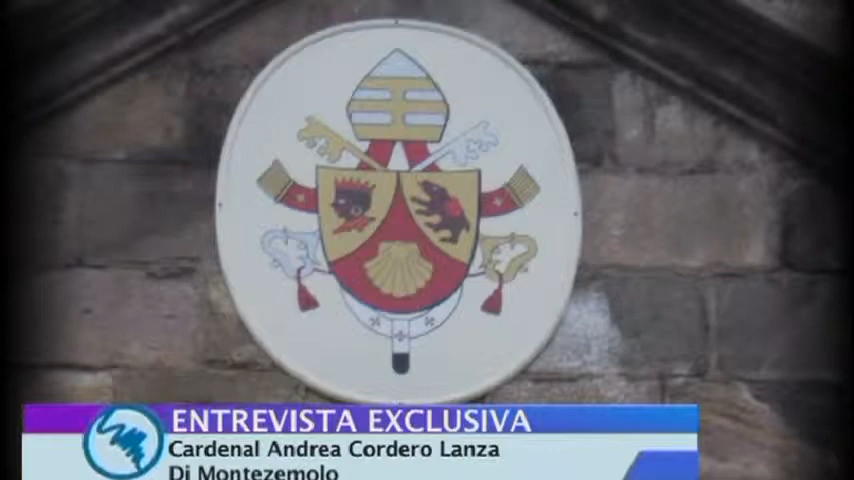 ENTREVISTA EXCLUSIVA
Cardenal Andrea Cordero Lanza
Di Montezemolo